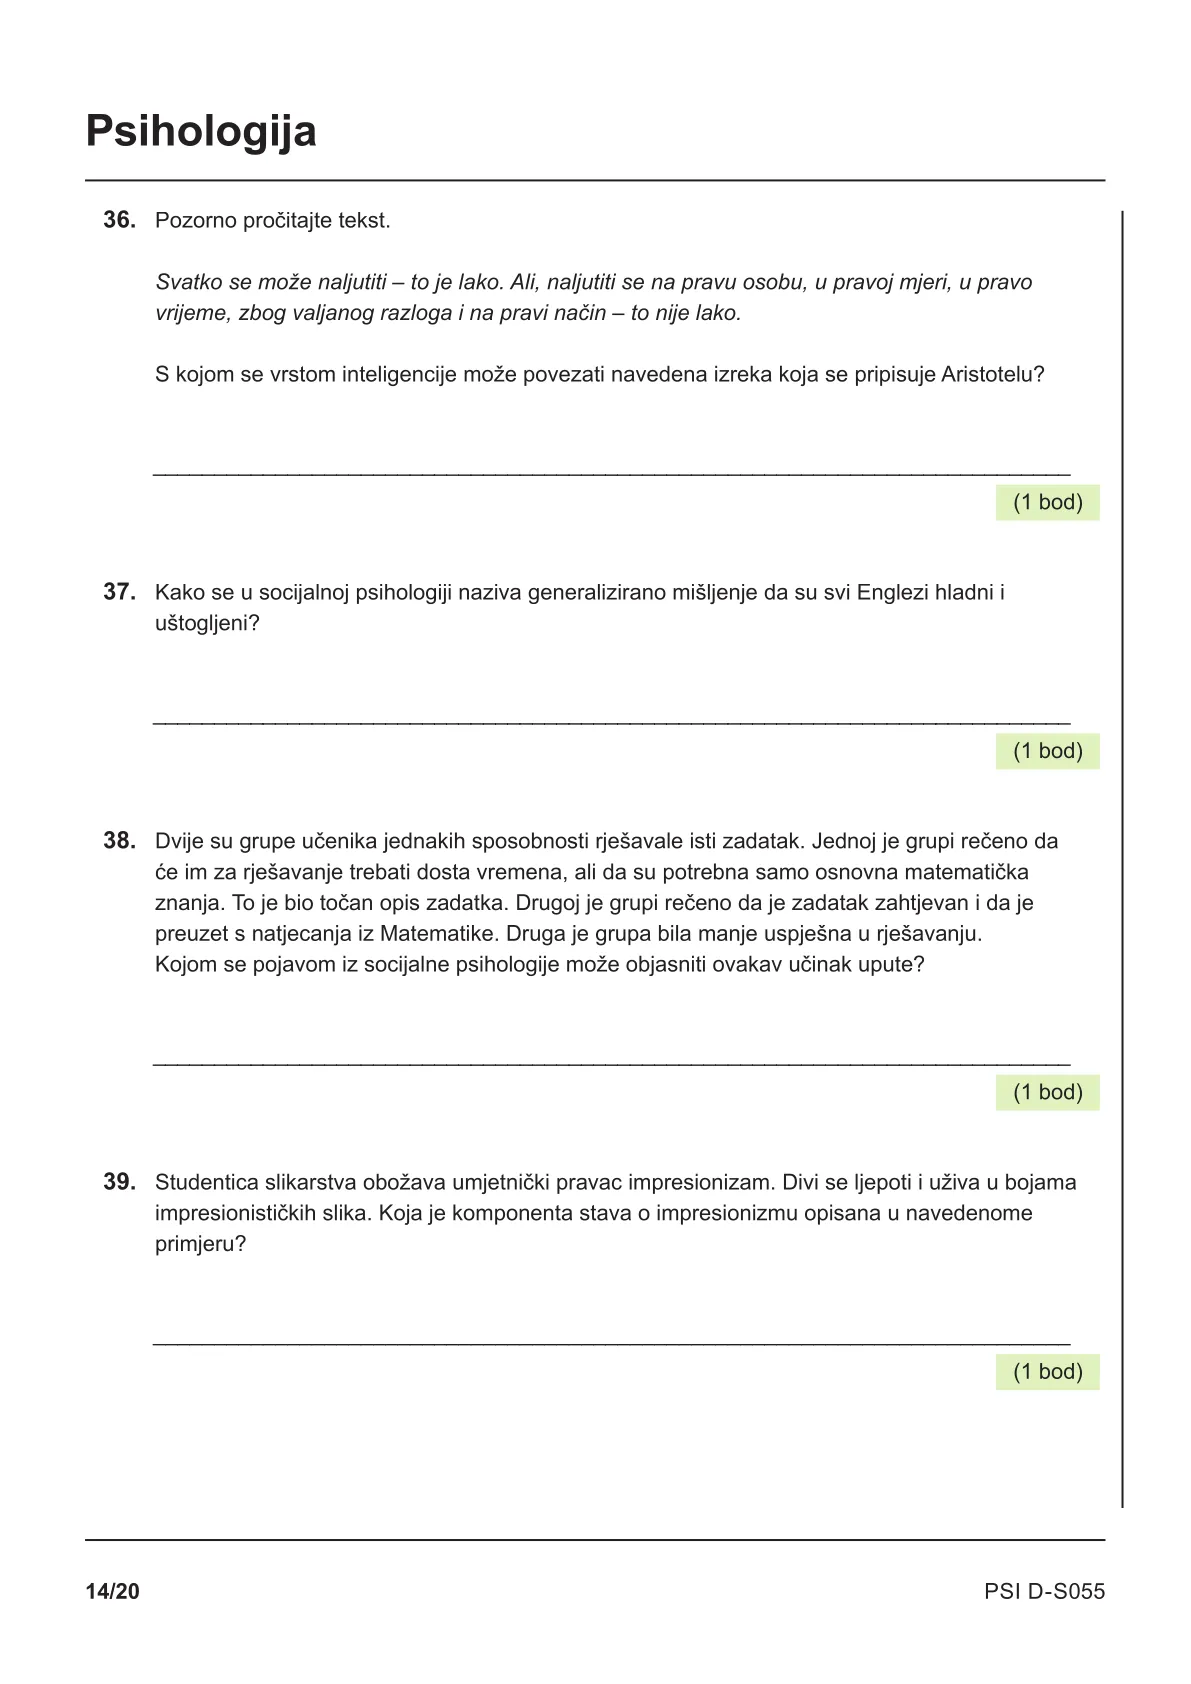 Psihologija
36. Pozorno pročitajte tekst.
Svatko se može naljutiti – to je lako. Ali, naljutiti se na pravu osobu, u pravoj mjeri, u pravo
vrijeme, zbog valjanog razloga i na pravi način – to nije lako.
S kojom se vrstom inteligencije može povezati navedena izreka koja se pripisuje Aristotelu?
(1 bod)
37. Kako se u socijalnoj psihologiji naziva generalizirano mišljenje da su svi Englezi hladni i
uštogljeni?
(1 bod)
38. Dvije su grupe učenika jednakih sposobnosti rješavale isti zadatak. Jednoj je grupi rečeno da
će im za rješavanje trebati dosta vremena, ali da su potrebna samo osnovna matematička
znanja. To je bio točan opis zadatka. Drugoj je grupi rečeno da je zadatak zahtjevan i da je
preuzet s natjecanja iz Matematike. Druga je grupa bila manje uspješna u rješavanju.
Kojom se pojavom iz socijalne psihologije može objasniti ovakav učinak upute?
(1 bod)
39. Studentica slikarstva obožava umjetnički pravac impresionizam. Divi se ljepoti i uživa u bojama
impresionističkih slika. Koja je komponenta stava o impresionizmu opisana u navedenome
primjeru?
(1 bod)
14/20
PSI D-S055